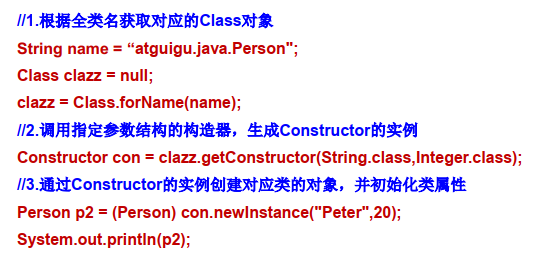 //1.根据全类名获取对应的Class对象
String name = “atguigu.java.Person";
Class clazz = null;
clazz = Class.forName(name);
//2.调用指定参数结构的构造器，生成Constructor的实例
Constructor con = clazz.getConstructor(String.class,Integer.class);
//3.通过Constructor的实例创建对应类的对象，并初始化类属性
Person p2 = (Person) con.newInstance("Peter",20);
System.out.println(p2);